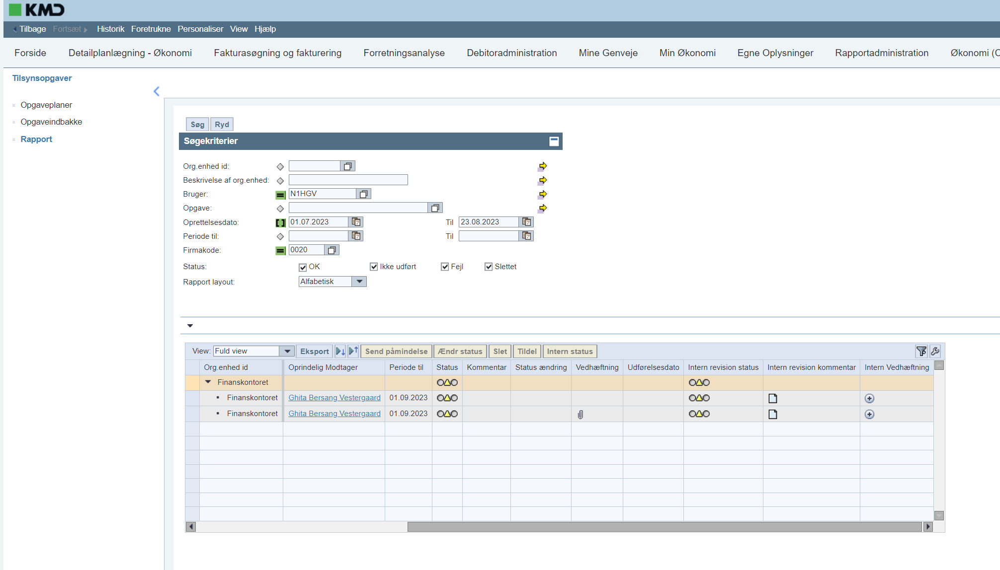 KMD
Tilbage Fortsæt Historik Foretrukne Personaliser View Hjælp
Forside Detailplanlægning - Økonomi Fakturasøgning og fakturering Forretningsanalyse Debitoradministration Mine Genveje Min Økonomi Egne Oplysninger Rapportadministration Økonomi (
Tilsynsopgaver
Opgaveplaner
Opgaveindbakke
Rapport
Søg Ryd
Søgekriterier
Org.enhed id:
Beskrivelse af org.enhed:
Bruger: N1HGV
Opgave:
Oprettelsesdato: 01.07.2023 Til 23.08.2023
Periode til: Til
Firmakode: 0020
Status: OK Ikke udført Fejl Slettet
Rapport layout: Alfabetisk
View: Fuld view Eksport Send påmindelse Ændr status Slet Tildel Intern status
Org.enhed id Oprindelig Modtager Periode til Status Kommentar Status ændring Vedhæftning Udførelsesdato Intern revision status Intern revision kommentar Intern Vedhæftning
Finanskontoret
Finanskontoret Ghita Bersang Vestergaard 01.09.2023
Finanskontoret Ghita Bersang Vestergaard 01.09.2023